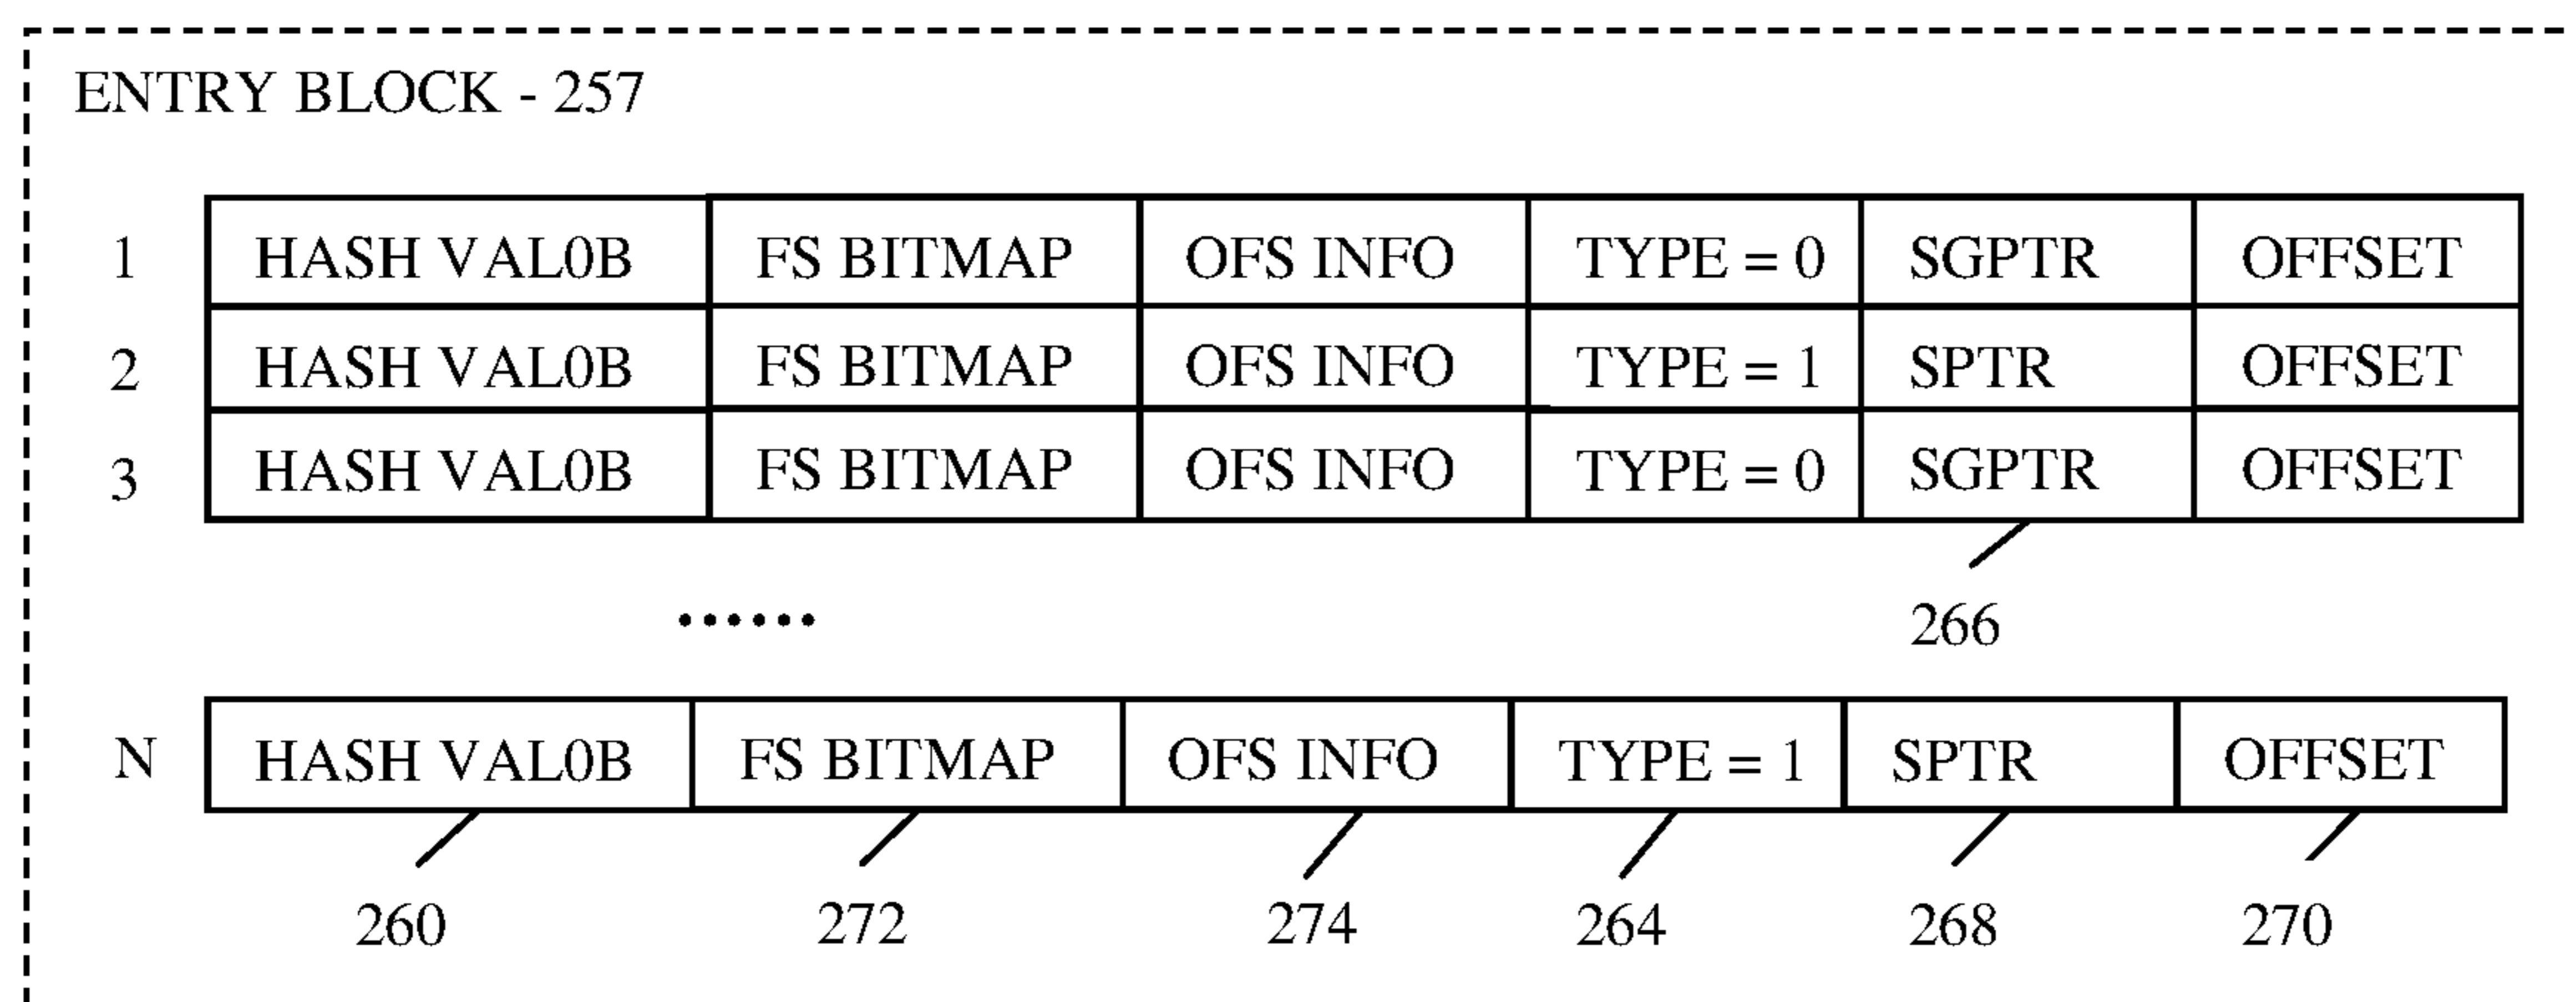 ENTRY BLOCK - 257
1 HASH VAL0B FS BITMAP OFS INFO TYPE = 0 SGPTR OFFSET
2 HASH VAL0B FS BITMAP OFS INFO TYPE = 1 SPTR OFFSET
3 HASH VAL0B FS BITMAP OFS INFO TYPE = 0 SGPTR OFFSET
266
......
N HASH VAL0B FS BITMAP OFS INFO TYPE = 1 SPTR OFFSET
260 272 274 264 268 270